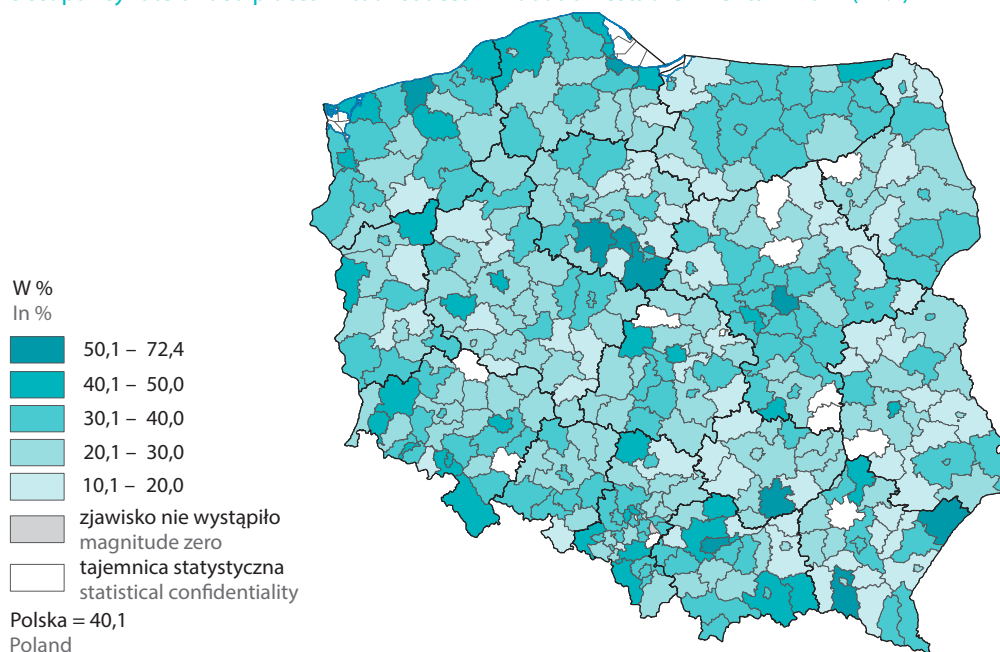 W %
In %
50,1 – 72,4
40,1 – 50,0
30,1 – 40,0
20,1 – 30,0
10,1 – 20,0
zjawisko nie wystąpiło
magnitude zero
tajemnica statystyczna
statistical confidentiality
Polska = 40,1
Poland